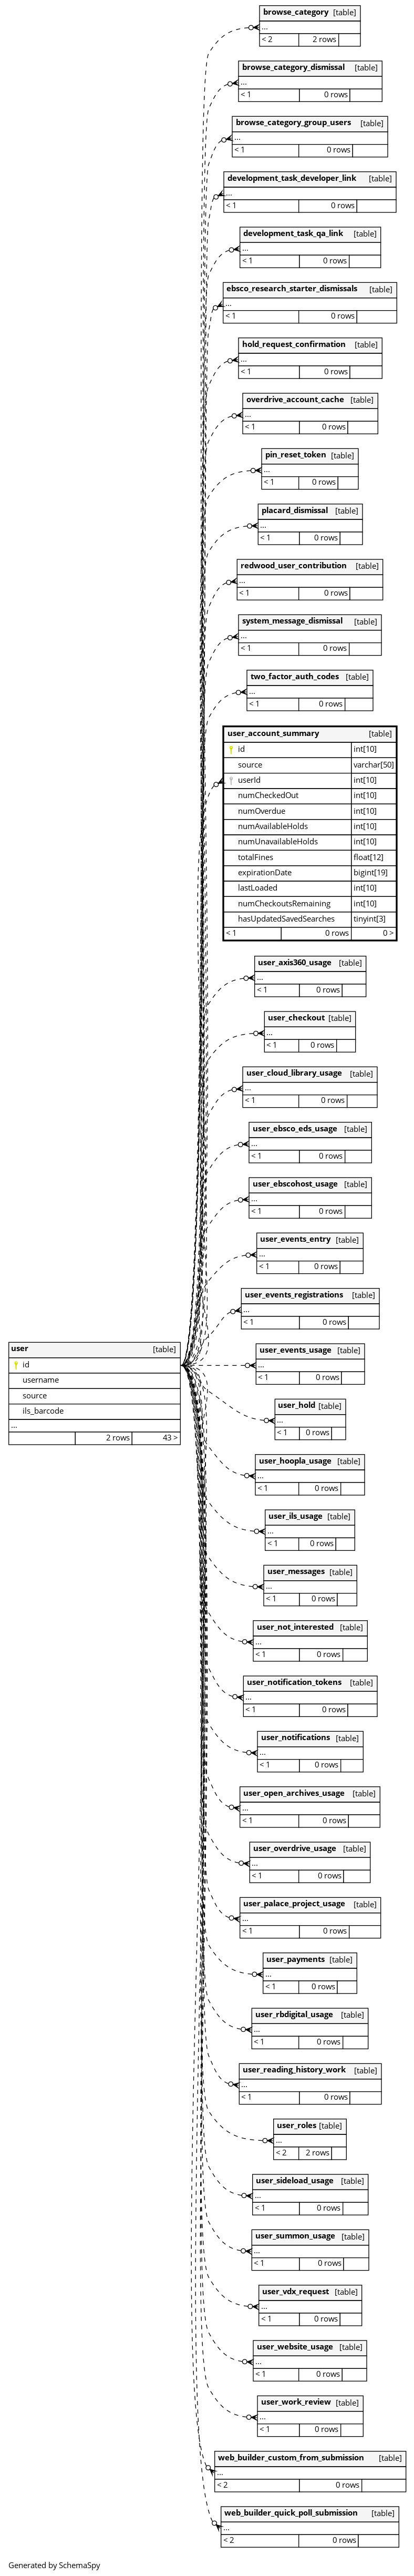 browse_category [table]
...
< 2 2 rows
browse_category_dismissal [table]
...
< 1 0 rows
browse_category_group_users [table]
...
< 1 0 rows
development_task_developer_link [table]
...
< 1 0 rows
development_task_qa_link [table]
...
< 1 0 rows
ebsco_research_starter_dismissals [table]
...
< 1 0 rows
hold_request_confirmation [table]
...
< 1 0 rows
overdrive_account_cache [table]
...
< 1 0 rows
pin_reset_token [table]
...
< 1 0 rows
placard_dismissal [table]
...
< 1 0 rows
redwood_user_contribution [table]
...
< 1 0 rows
system_message_dismissal [table]
...
< 1 0 rows
two_factor_auth_codes [table]
...
< 1 0 rows
user_account_summary [table]
id int[10]
source varchar[50]
userId int[10]
numCheckedOut int[10]
numOverdue int[10]
numAvailableHolds int[10]
numUnavailableHolds int[10]
totalFines float[12]
expirationDate bigint[19]
lastLoaded int[10]
numCheckoutsRemaining int[10]
hasUpdatedSavedSearches tinyint[3]
< 1 0 rows 0 >
user_axis360_usage [table]
...
< 1 0 rows
user_checkout [table]
...
< 1 0 rows
user_cloud_library_usage [table]
...
< 1 0 rows
user_ebsco_eds_usage [table]
...
< 1 0 rows
user_ebscohost_usage [table]
...
< 1 0 rows
user_events_entry [table]
...
< 1 0 rows
user_events_registrations [table]
...
< 1 0 rows
user [table]
id
username
source
ils_barcode
...
2 rows 43 >
user_events_usage [table]
...
< 1 0 rows
user_hold [table]
...
< 1 0 rows
user_hoopla_usage [table]
...
< 1 0 rows
user_ils_usage [table]
...
< 1 0 rows
user_messages [table]
...
< 1 0 rows
user_not_interested [table]
...
< 1 0 rows
user_notification_tokens [table]
...
< 1 0 rows
user_notifications [table]
...
< 1 0 rows
user_open_archives_usage [table]
...
< 1 0 rows
user_overdrive_usage [table]
...
< 1 0 rows
user_palace_project_usage [table]
...
< 1 0 rows
user_payments [table]
...
< 1 0 rows
user_rbdigital_usage [table]
...
< 1 0 rows
user_reading_history_work [table]
...
< 1 0 rows
user_roles [table]
...
< 2 2 rows
user_sideload_usage [table]
...
< 1 0 rows
user_summon_usage [table]
...
< 1 0 rows
user_vdx_request [table]
...
< 1 0 rows
user_website_usage [table]
...
< 1 0 rows
user_work_review [table]
...
< 1 0 rows
web_builder_custom_from_submission [table]
...
< 2 0 rows
web_builder_quick_poll_submission [table]
...
< 2 0 rows
Generated by SchemaSpy